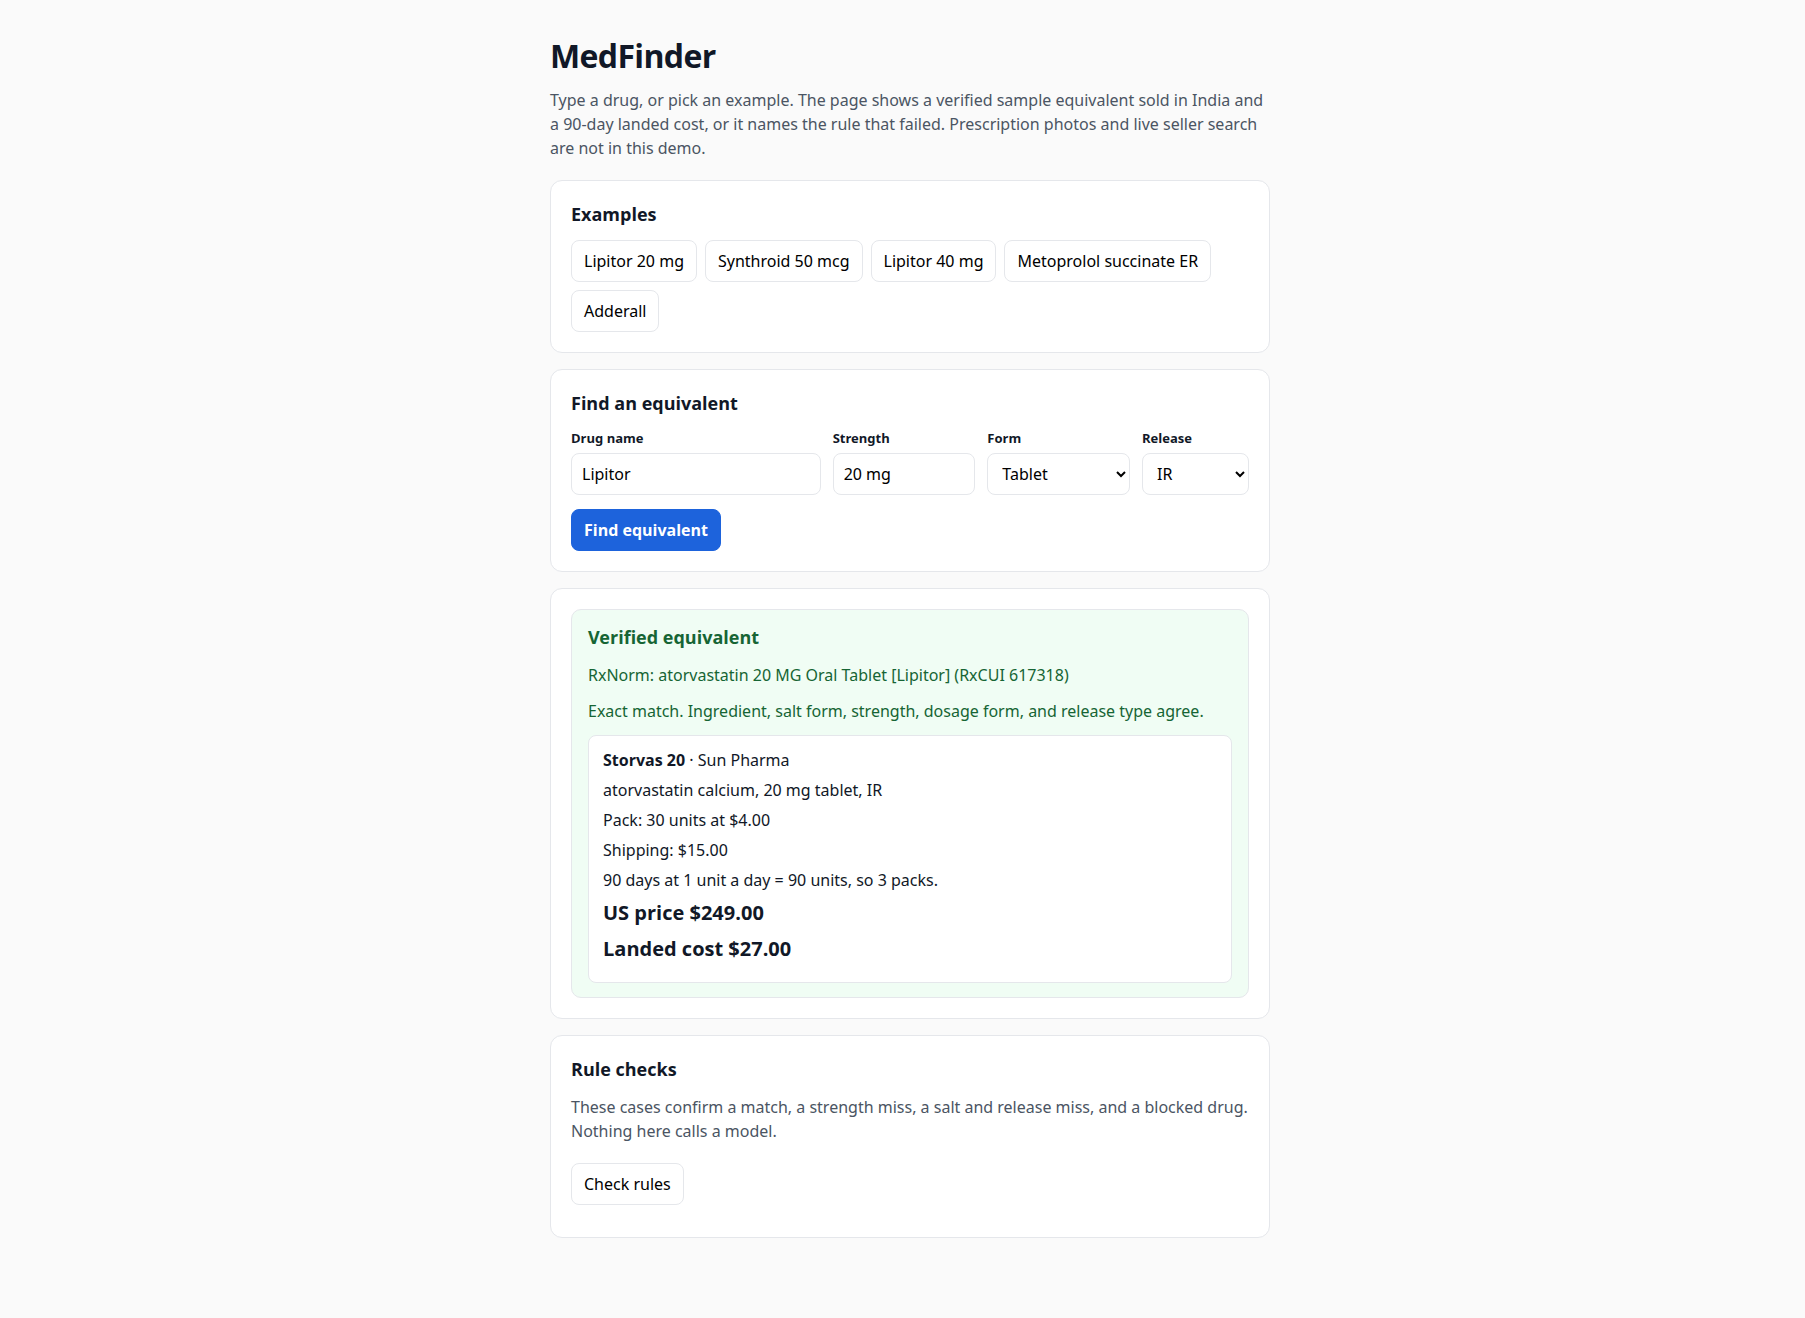 MedFinder
Type a drug, or pick an example. The page shows a verified sample equivalent sold in India and
a 90-day landed cost, or it names the rule that failed. Prescription photos and live seller search
are not in this demo.
Examples
Lipitor 20 mg
Synthroid 50 mcg
Lipitor 40 mg
Metoprolol succinate ER
Adderall
Find an equivalent
Drug name
Strength
Form
Release
Lipitor
20 mg
Tablet
IR
Find equivalent
Verified equivalent
RxNorm: atorvastatin 20 MG Oral Tablet [Lipitor] (RxCUI 617318)
Exact match. Ingredient, salt form, strength, dosage form, and release type agree.
Storvas 20 · Sun Pharma
atorvastatin calcium, 20 mg tablet, IR
Pack: 30 units at $4.00
Shipping: $15.00
90 days at 1 unit a day = 90 units, so 3 packs.
US price $249.00
Landed cost $27.00
Rule checks
These cases confirm a match, a strength miss, a salt and release miss, and a blocked drug.
Nothing here calls a model.
Check rules